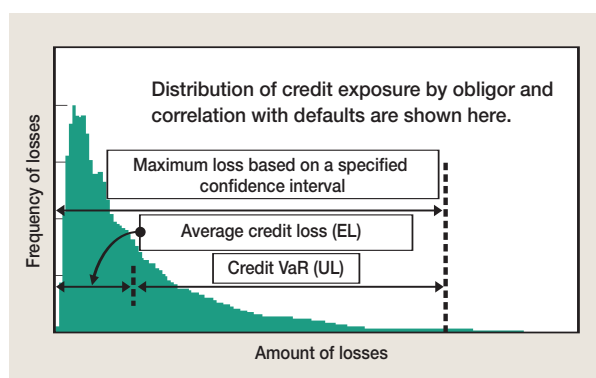 Distribution of credit exposure by obligor and
correlation with defaults are shown here.
Maximum loss based on a specified
confidence interval
Average credit loss (EL)
Credit VaR (UL)
Frequency of losses
Amount of losses